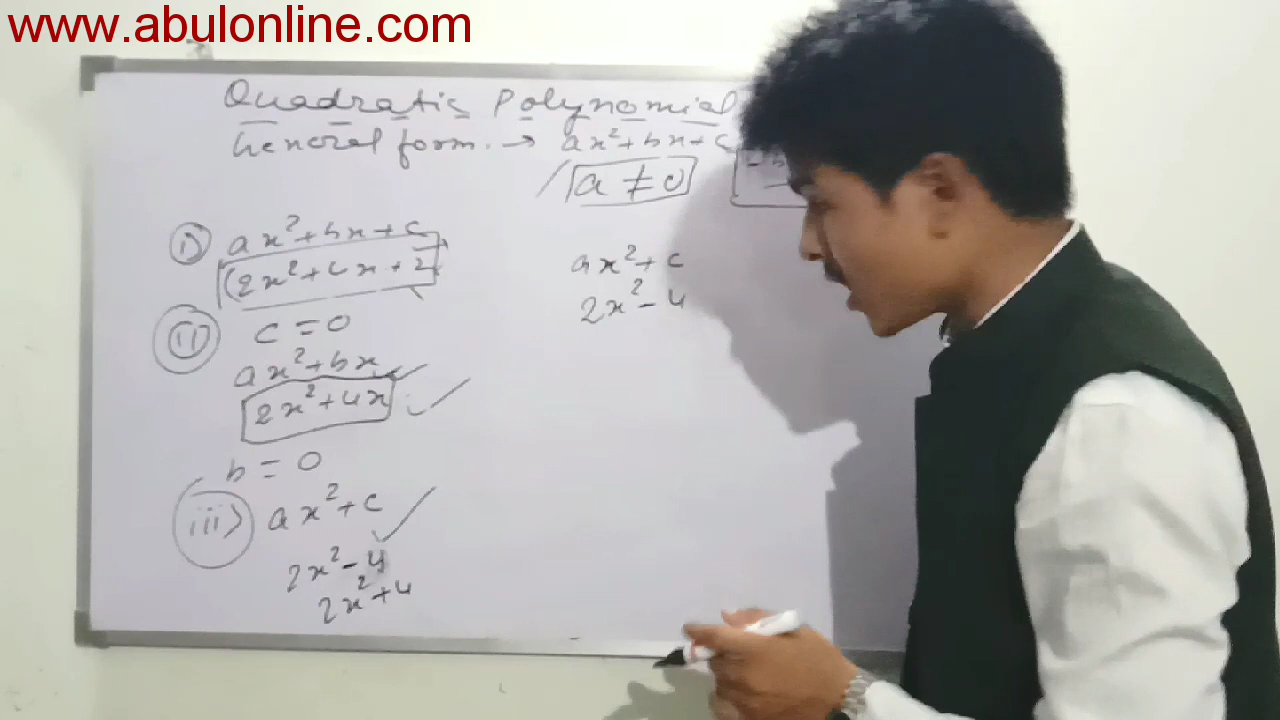 www.abulonline.com
Quadratic Polynomial
General form. → ax²+bx+c
a ≠ 0
i) ax²+bx+c
2x²+4x+2
ii) c = 0
ax²+bx
2x²+4x
b = 0
iii) ax²+c
2x²-4
2x²+4
ax²+c
2x²-4